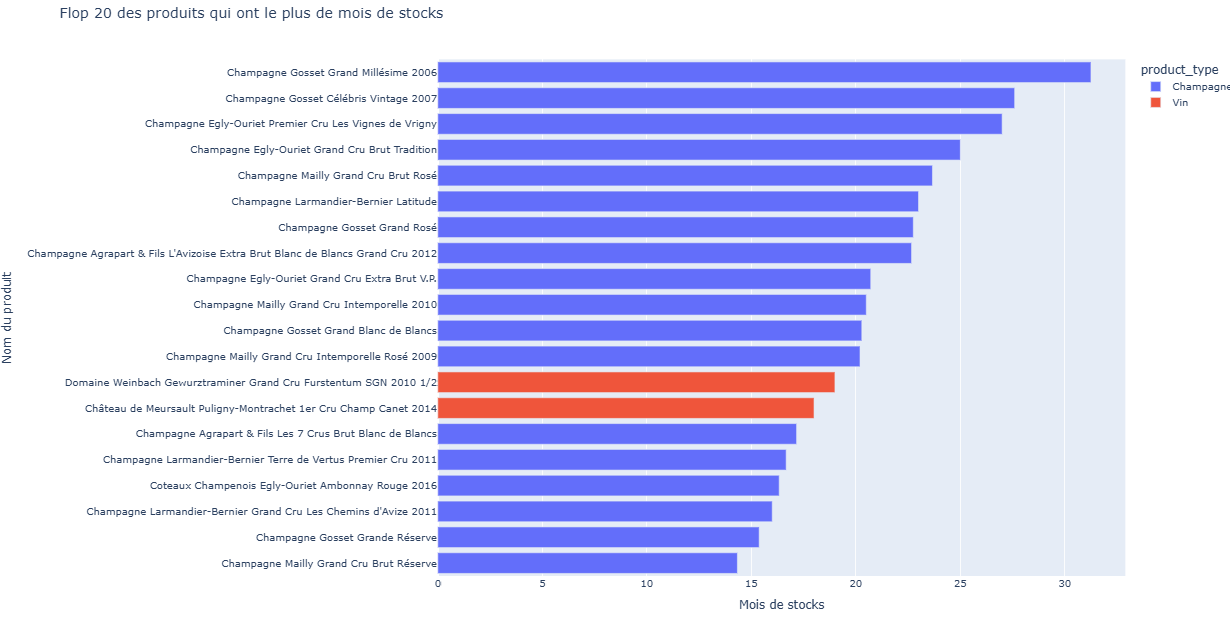 Flop 20 des produits qui ont le plus de mois de stocks
product_type
Champagne
Vin
Nom du produit
Champagne Gosset Grand Millésime 2006
Champagne Gosset Célébris Vintage 2007
Champagne Egly-Ouriet Premier Cru Les Vignes de Vrigny
Champagne Egly-Ouriet Grand Cru Brut Tradition
Champagne Mailly Grand Cru Brut Rosé
Champagne Larmandier-Bernier Latitude
Champagne Gosset Grand Rosé
Champagne Agrapart & Fils L'Avizoise Extra Brut Blanc de Blancs Grand Cru 2012
Champagne Egly-Ouriet Grand Cru Extra Brut V.P.
Champagne Mailly Grand Cru Intemporelle 2010
Champagne Gosset Grand Blanc de Blancs
Champagne Mailly Grand Cru Intemporelle Rosé 2009
Domaine Weinbach Gewurztraminer Grand Cru Furstentum SGN 2010 1/2
Château de Meursault Puligny-Montrachet 1er Cru Champ Canet 2014
Champagne Agrapart & Fils Les 7 Crus Brut Blanc de Blancs
Champagne Larmandier-Bernier Terre de Vertus Premier Cru 2011
Coteaux Champenois Egly-Ouriet Ambonnay Rouge 2016
Champagne Larmandier-Bernier Grand Cru Les Chemins d'Avize 2011
Champagne Gosset Grande Réserve
Champagne Mailly Grand Cru Brut Réserve
0 5 10 15 20 25 30
Mois de stocks